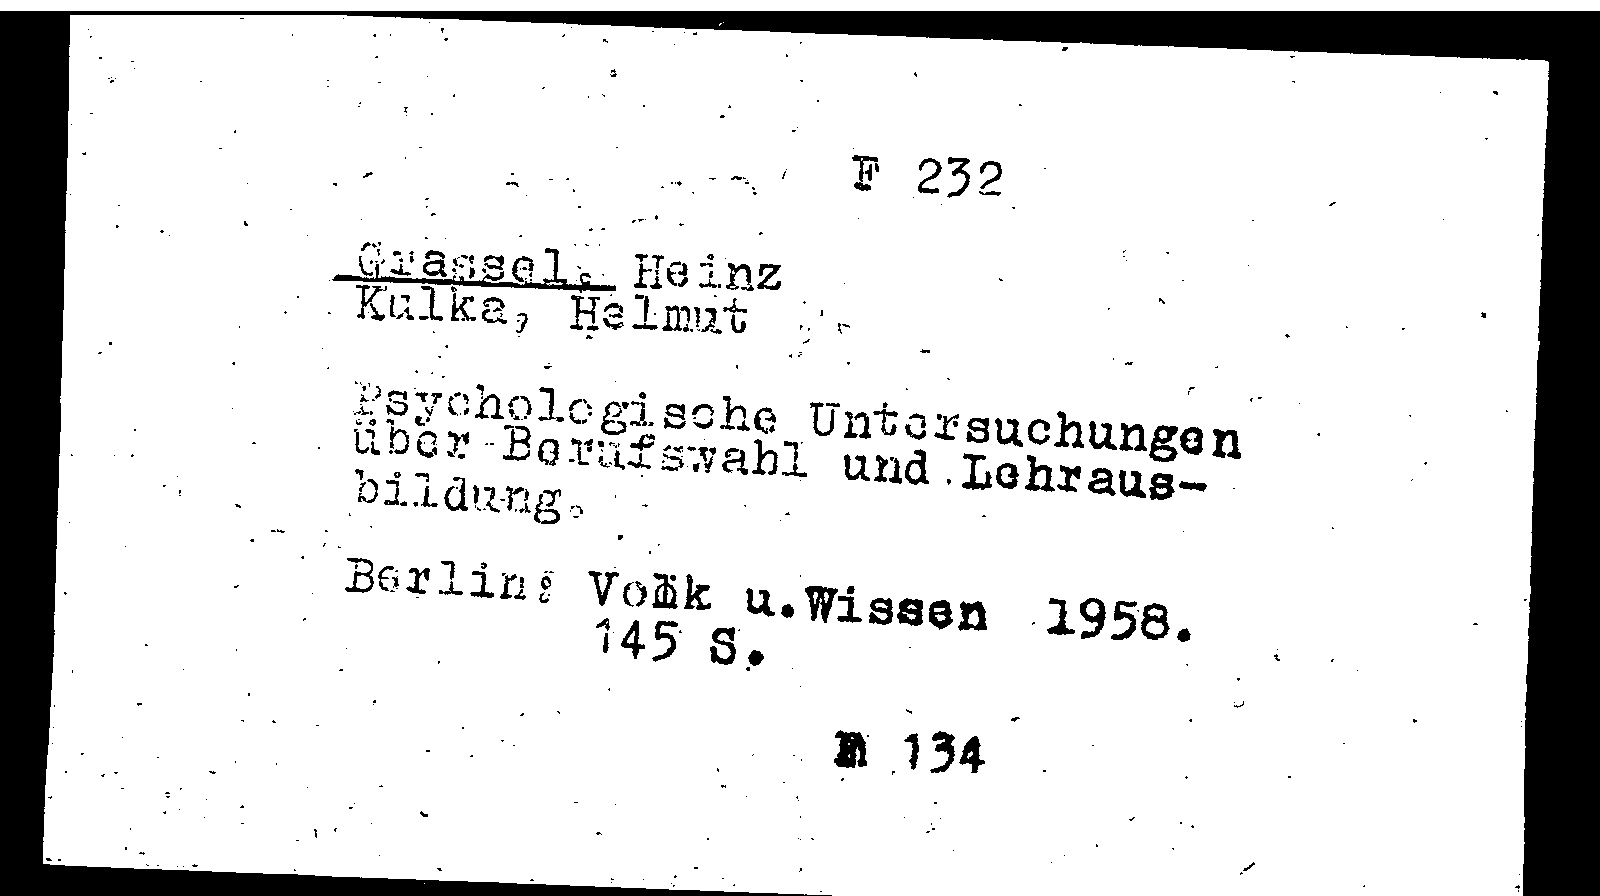 F 232
Grassel, Heinz
Kulka, Helmut
Psychologische Untersuchungen
über Berufswahl und Lehraus-
bildung.
Berlin: Volk u.Wissen 1958.
145 S.
134